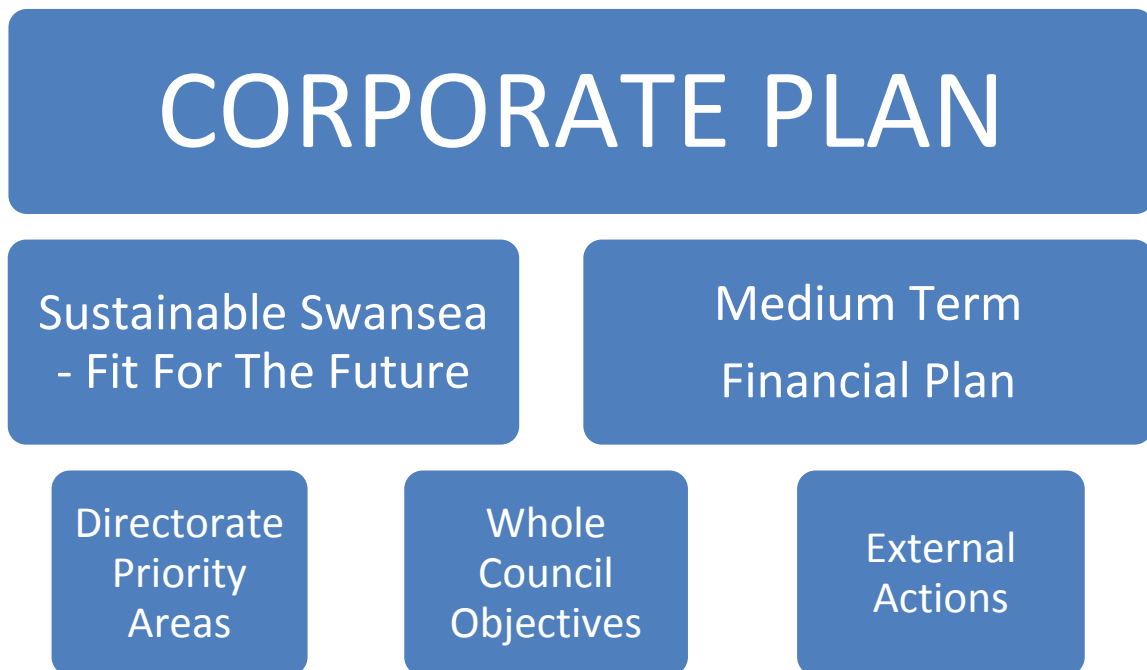 CORPORATE PLAN
Sustainable Swansea
- Fit For The Future
Medium Term
Financial Plan
Directorate
Priority
Areas
Whole
Council
Objectives
External
Actions